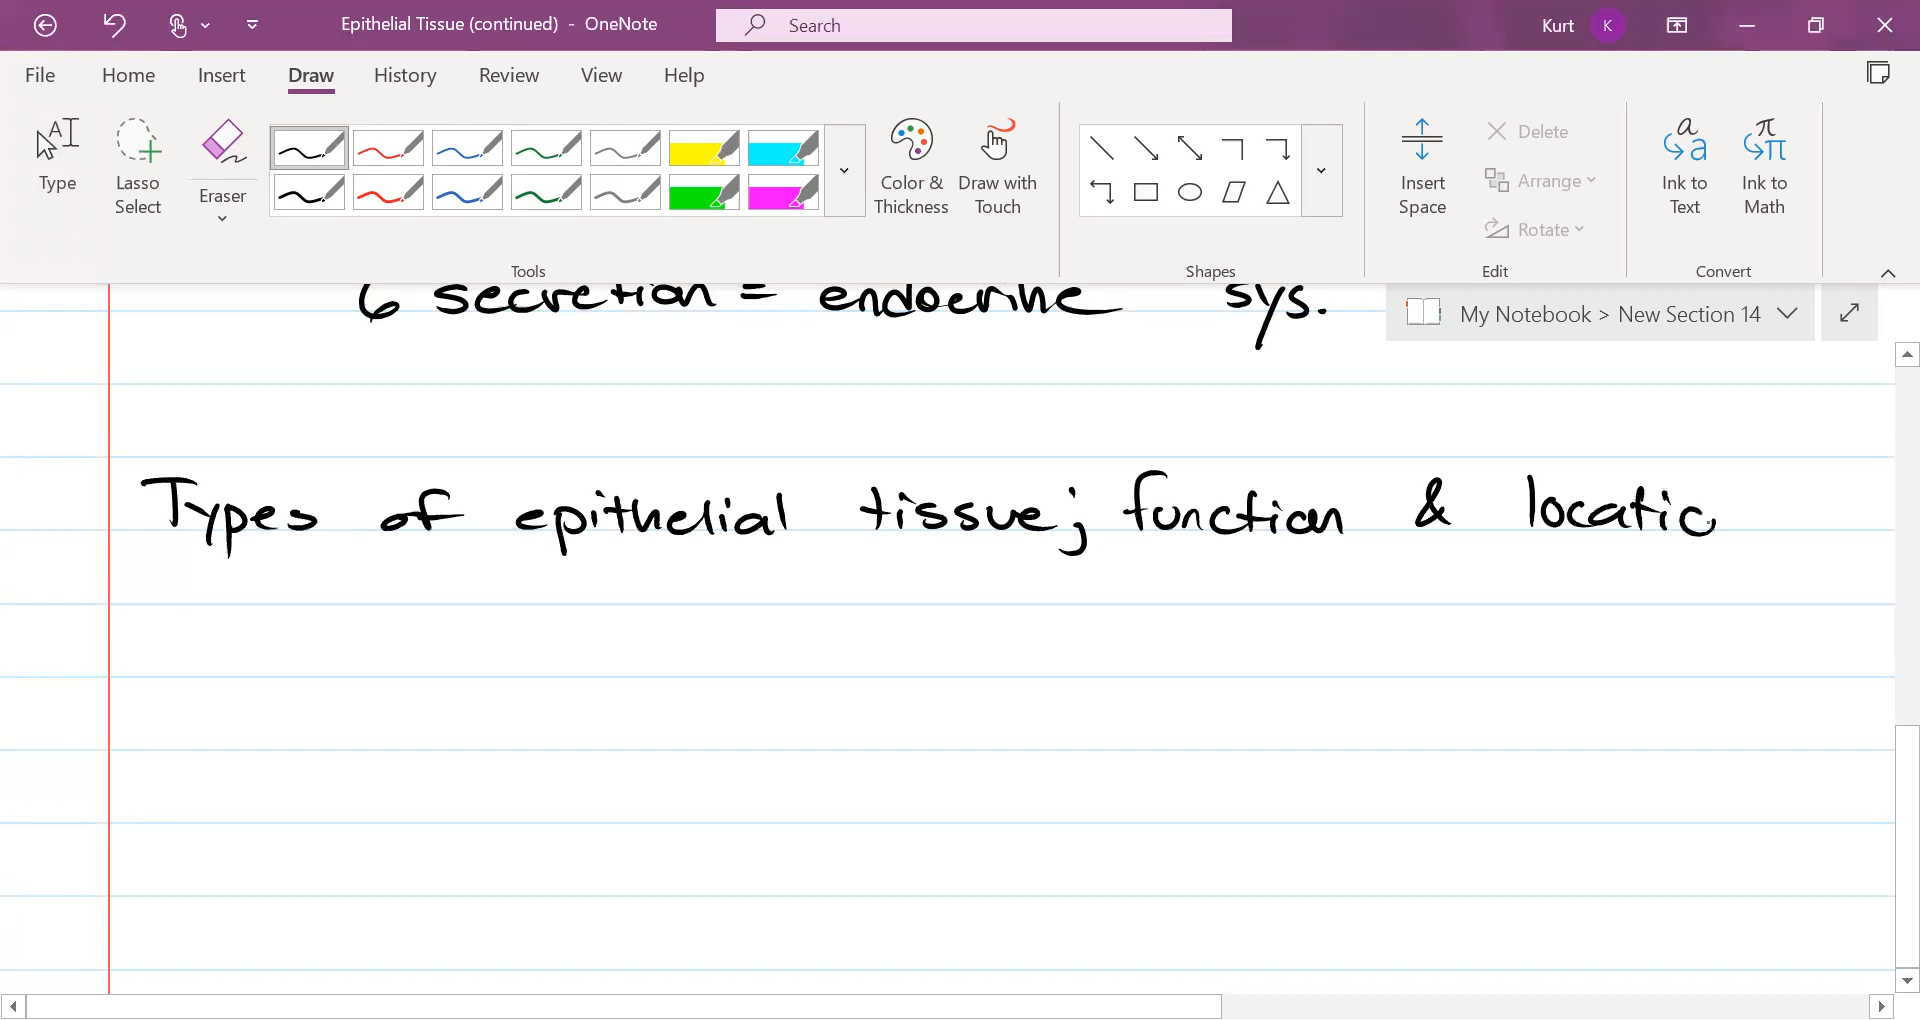 Epithelial Tissue (continued) - OneNote
Search
Kurt
K
File Home Insert Draw History Review View Help
Type
Lasso Select
Eraser
Color & Thickness
Draw with Touch
Insert Space
Delete
Arrange
Rotate
Ink to Text
Ink to Math
Tools
Shapes
Edit
Convert
6 secretion = endocrine sys.
My Notebook > New Section 14
Types of epithelial tissue; function & locatio